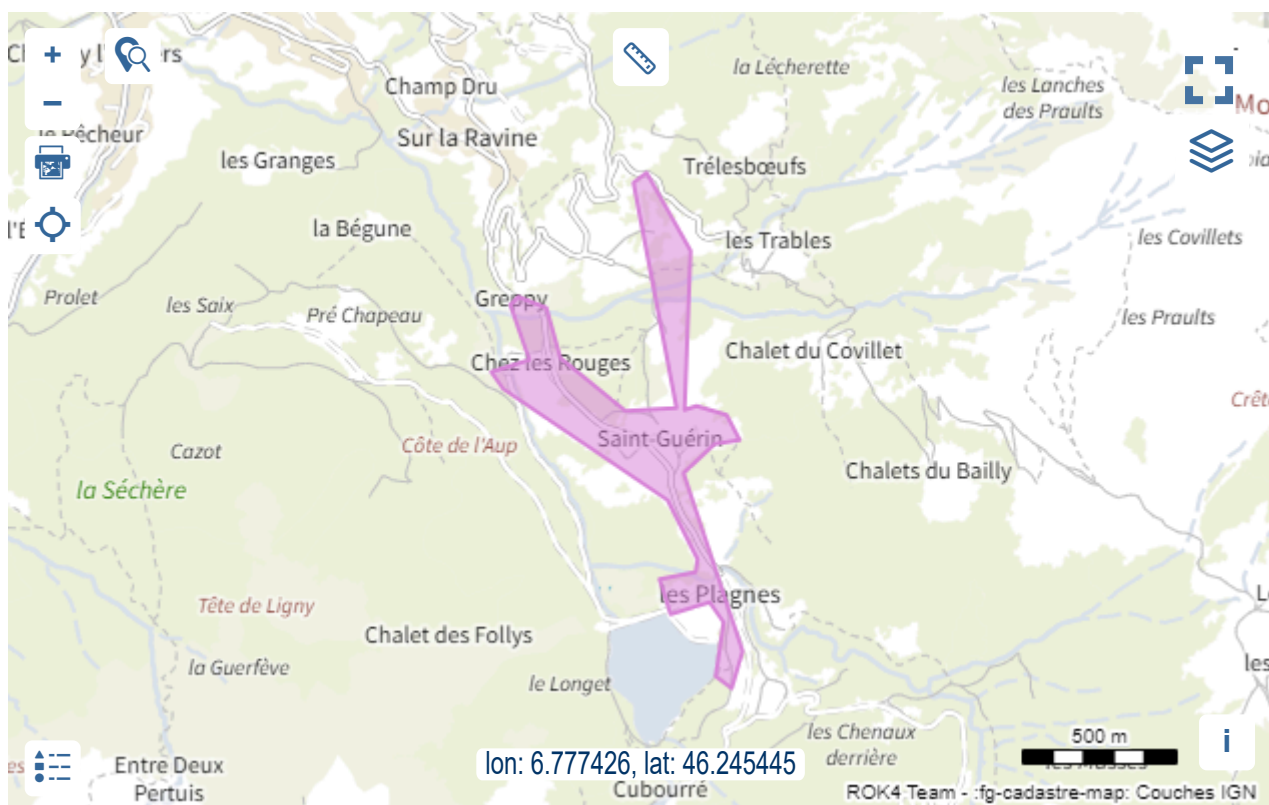 la Lécherette
Champ Dru
les Lanches
des Praults
Sur la Ravine
les Granges
Trélesbœufs
la Bégune
les Trables
les Covillets
Prolet
les Saix
Greppy
Pré Chapeau
les Praults
Chez les Rouges
Chalet du Covillet
Cazot
Côte de l'Aup
Saint-Guérin
la Séchère
Chalets du Bailly
les Plagnes
Tête de Ligny
Chalet des Follys
la Guerfève
le Longet
les Chenaux
derrière
500 m
i
Entre Deux
Pertuis
lon: 6.777426, lat: 46.245445
Cubourré
ROK4 Team - :fg-cadastre-map: Couches IGN